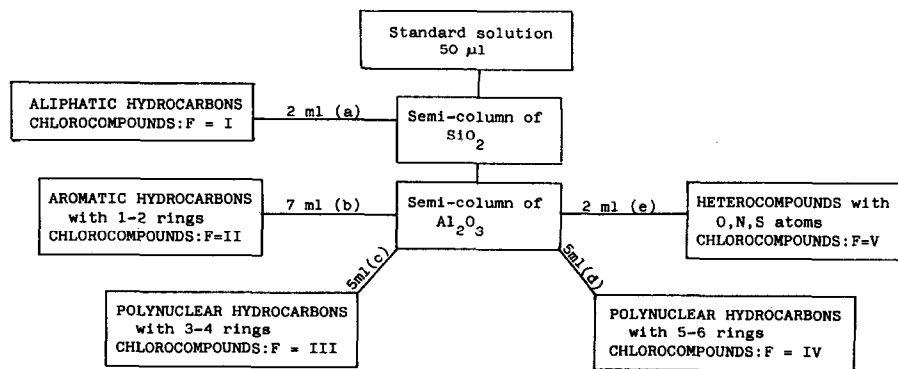 Standard solution
50 µl
ALIPHATIC HYDROCARBONS
CHLOROCOMPOUNDS:F = I
2 ml (a)
Semi-column of
SiO2
AROMATIC HYDROCARBONS
with 1-2 rings
CHLOROCOMPOUNDS:F=II
7 ml (b)
Semi-column of
Al2O3
2 ml (e)
HETEROCOMPOUNDS with
O,N,S atoms
CHLOROCOMPOUNDS:F=V
5ml(c)
5ml(d)
POLYNUCLEAR HYDROCARBONS
with 3-4 rings
CHLOROCOMPOUNDS:F = III
POLYNUCLEAR HYDROCARBONS
with 5-6 rings
CHLOROCOMPOUNDS:F = IV